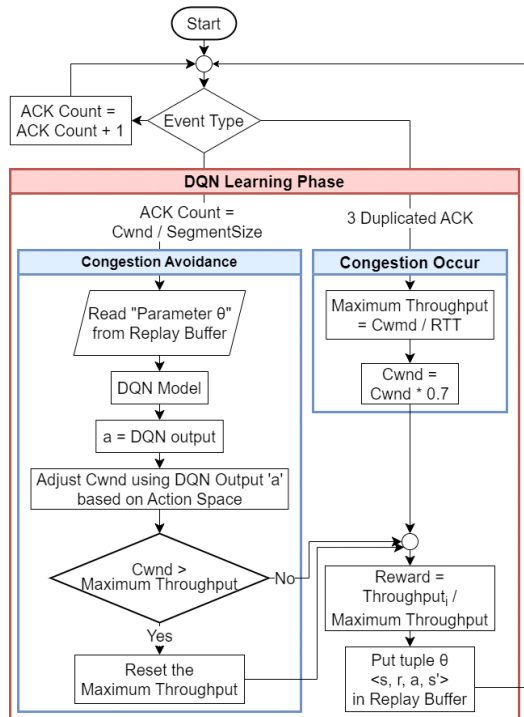 Start
ACK Count =
ACK Count + 1
Event Type
DQN Learning Phase
ACK Count =
Cwnd / SegmentSize
3 Duplicated ACK
Congestion Avoidance
Read "Parameter θ"
from Replay Buffer
DQN Model
a = DQN output
Adjust Cwnd using DQN Output 'a'
based on Action Space
Cwnd >
Maximum Throughput
No
Yes
Reset the
Maximum Throughput
Congestion Occur
Maximum Throughput
= Cwmd / RTT
Cwnd =
Cwnd * 0.7
Reward =
Throughputᵢ /
Maximum Throughput
Put tuple θ
<s, r, a, s'>
in Replay Buffer